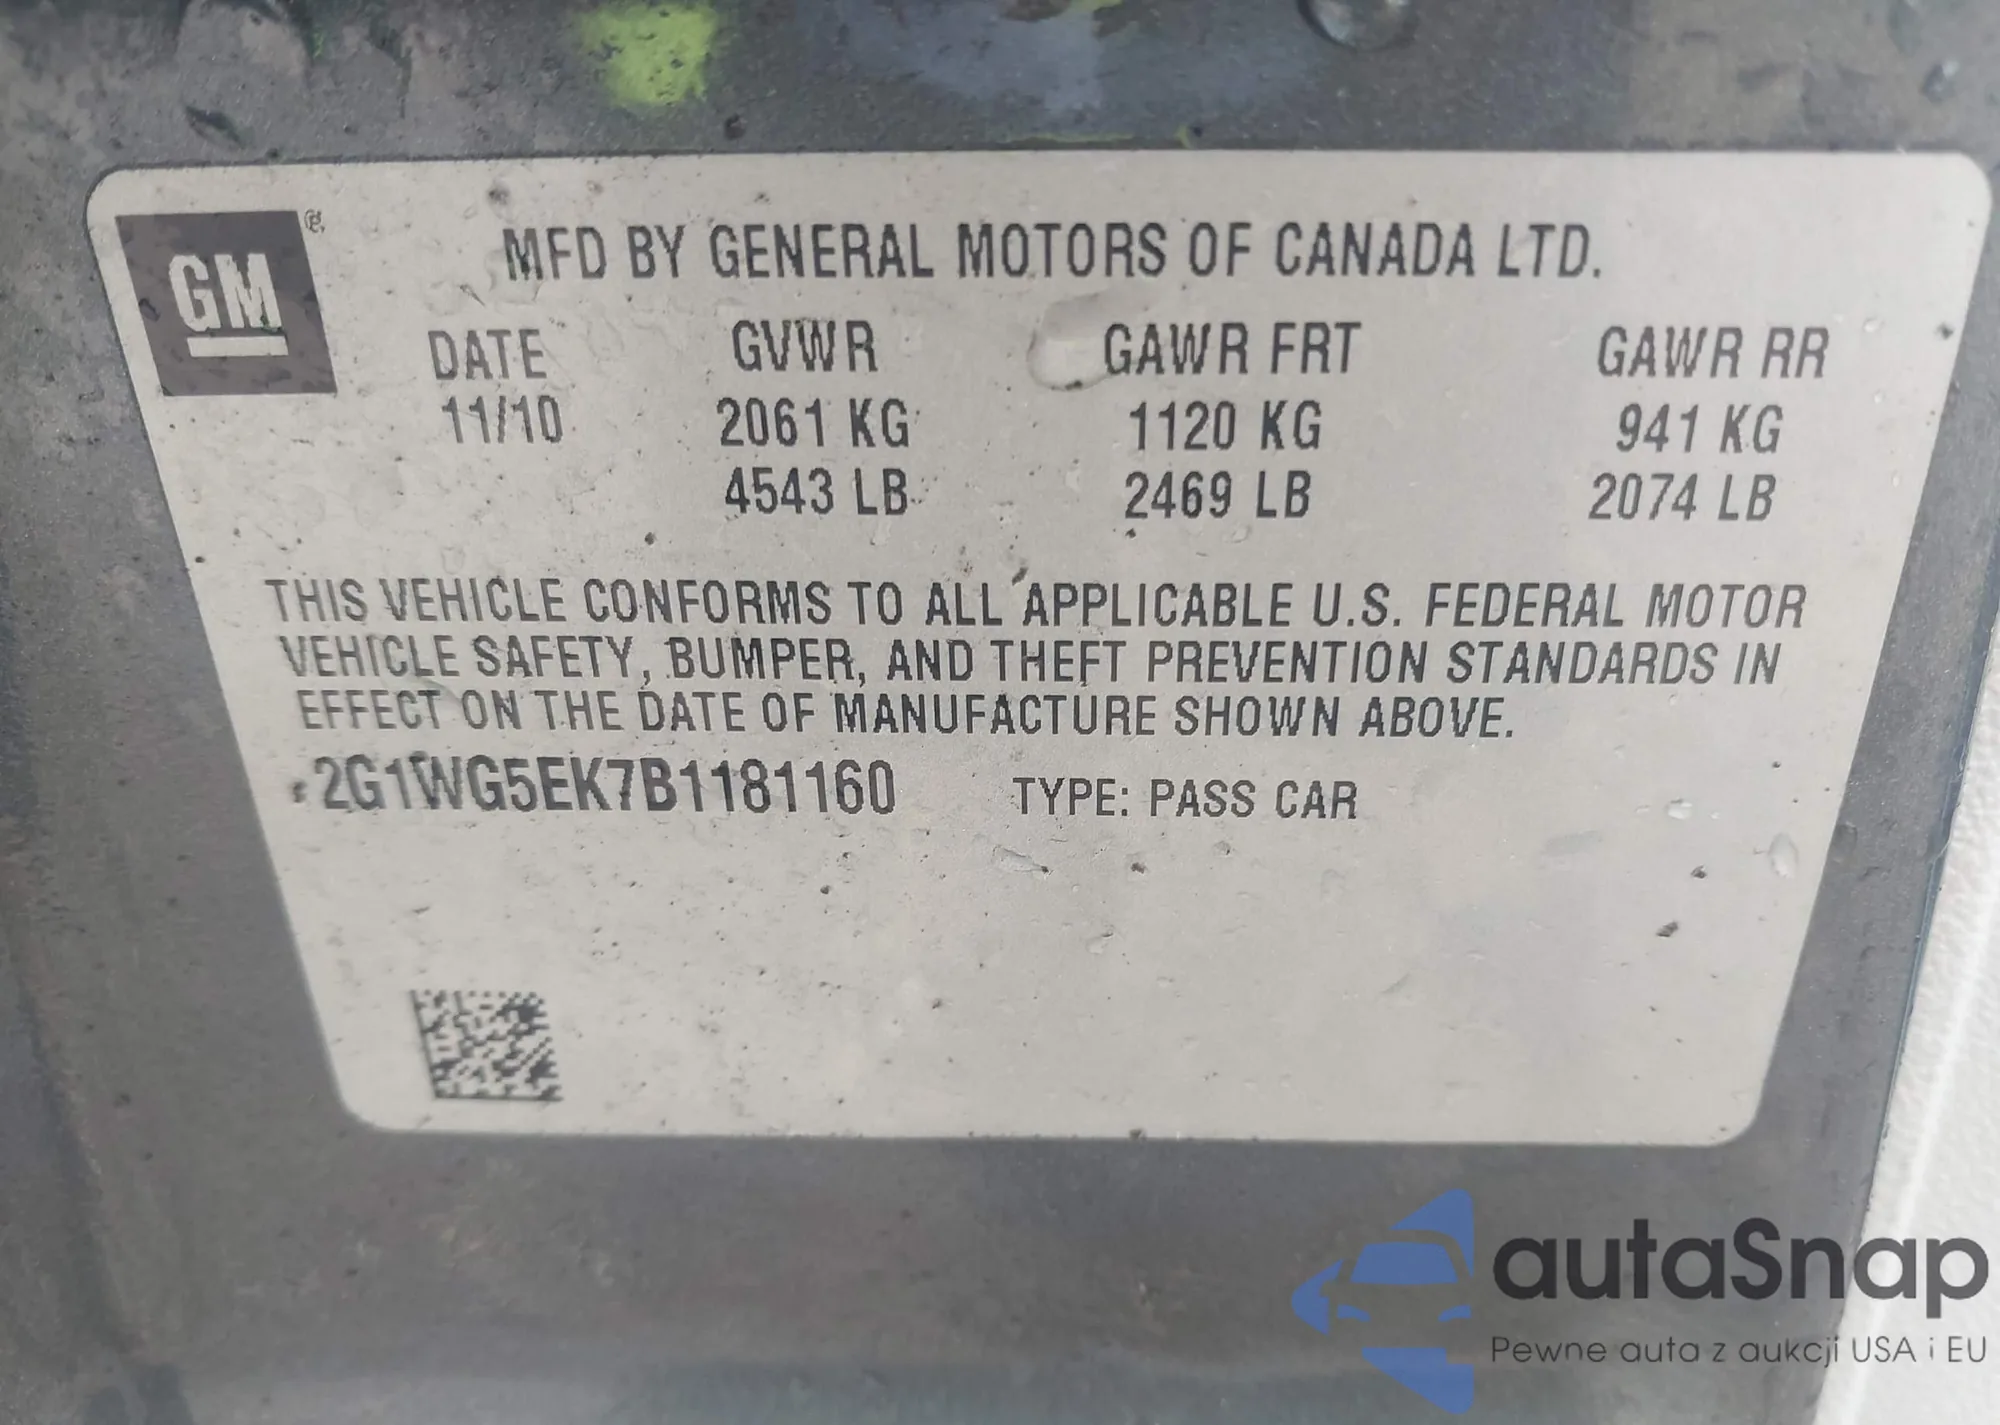 GM
MFD BY GENERAL MOTORS OF CANADA LTD.
DATE GVWR GAWR FRT GAWR RR
11/10 2061 KG 1120 KG 941 KG
4543 LB 2469 LB 2074 LB
THIS VEHICLE CONFORMS TO ALL APPLICABLE U.S. FEDERAL MOTOR
VEHICLE SAFETY, BUMPER, AND THEFT PREVENTION STANDARDS IN
EFFECT ON THE DATE OF MANUFACTURE SHOWN ABOVE.
2G1WG5EK7B1181160 TYPE: PASS CAR
autaSnap
Pewne auta z aukcji USA i EU